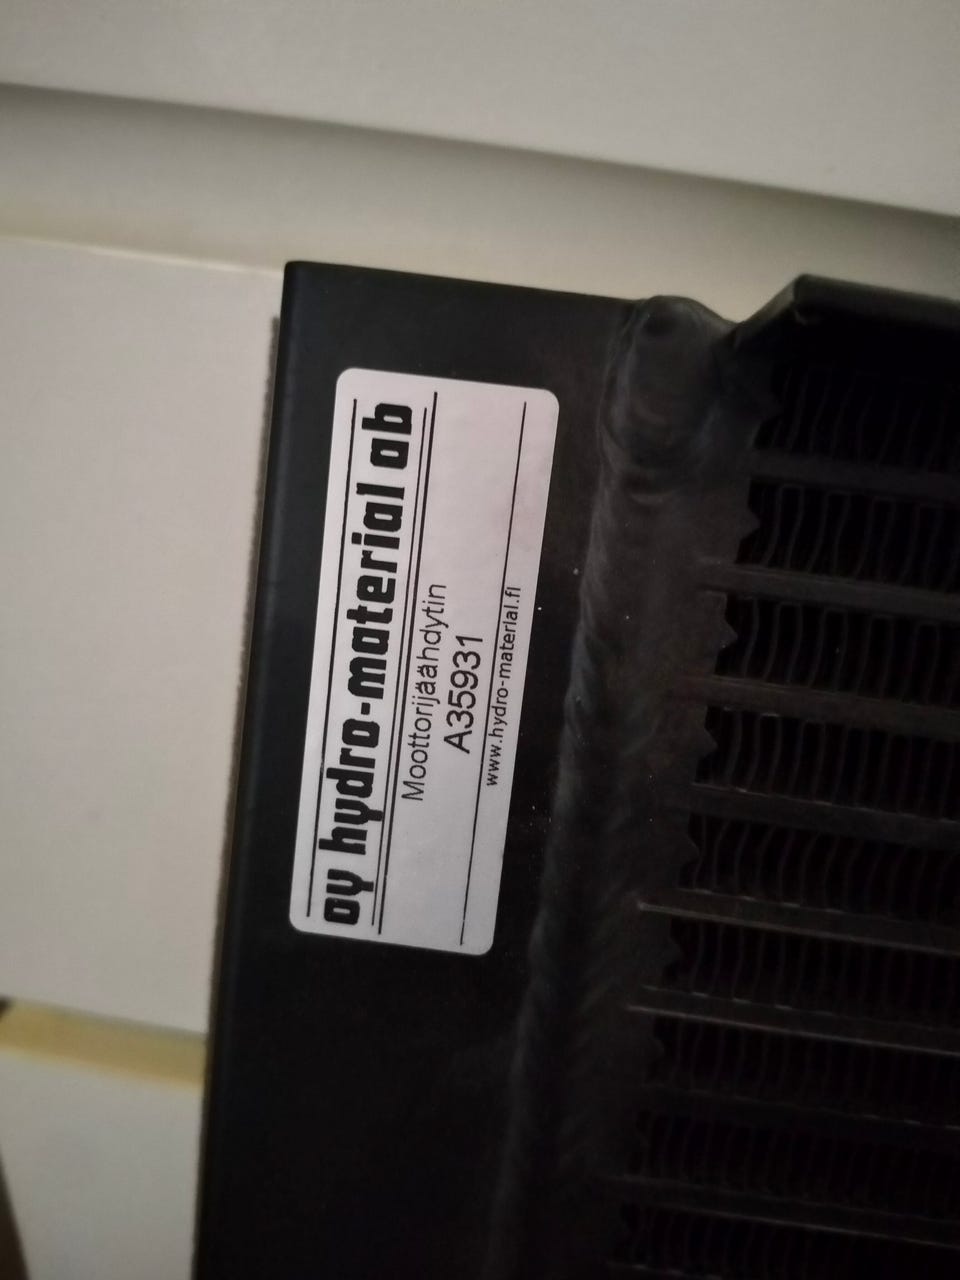 oy hydro-material ab
Moottorijäähdytin
A35931
www.hydro-material.fi